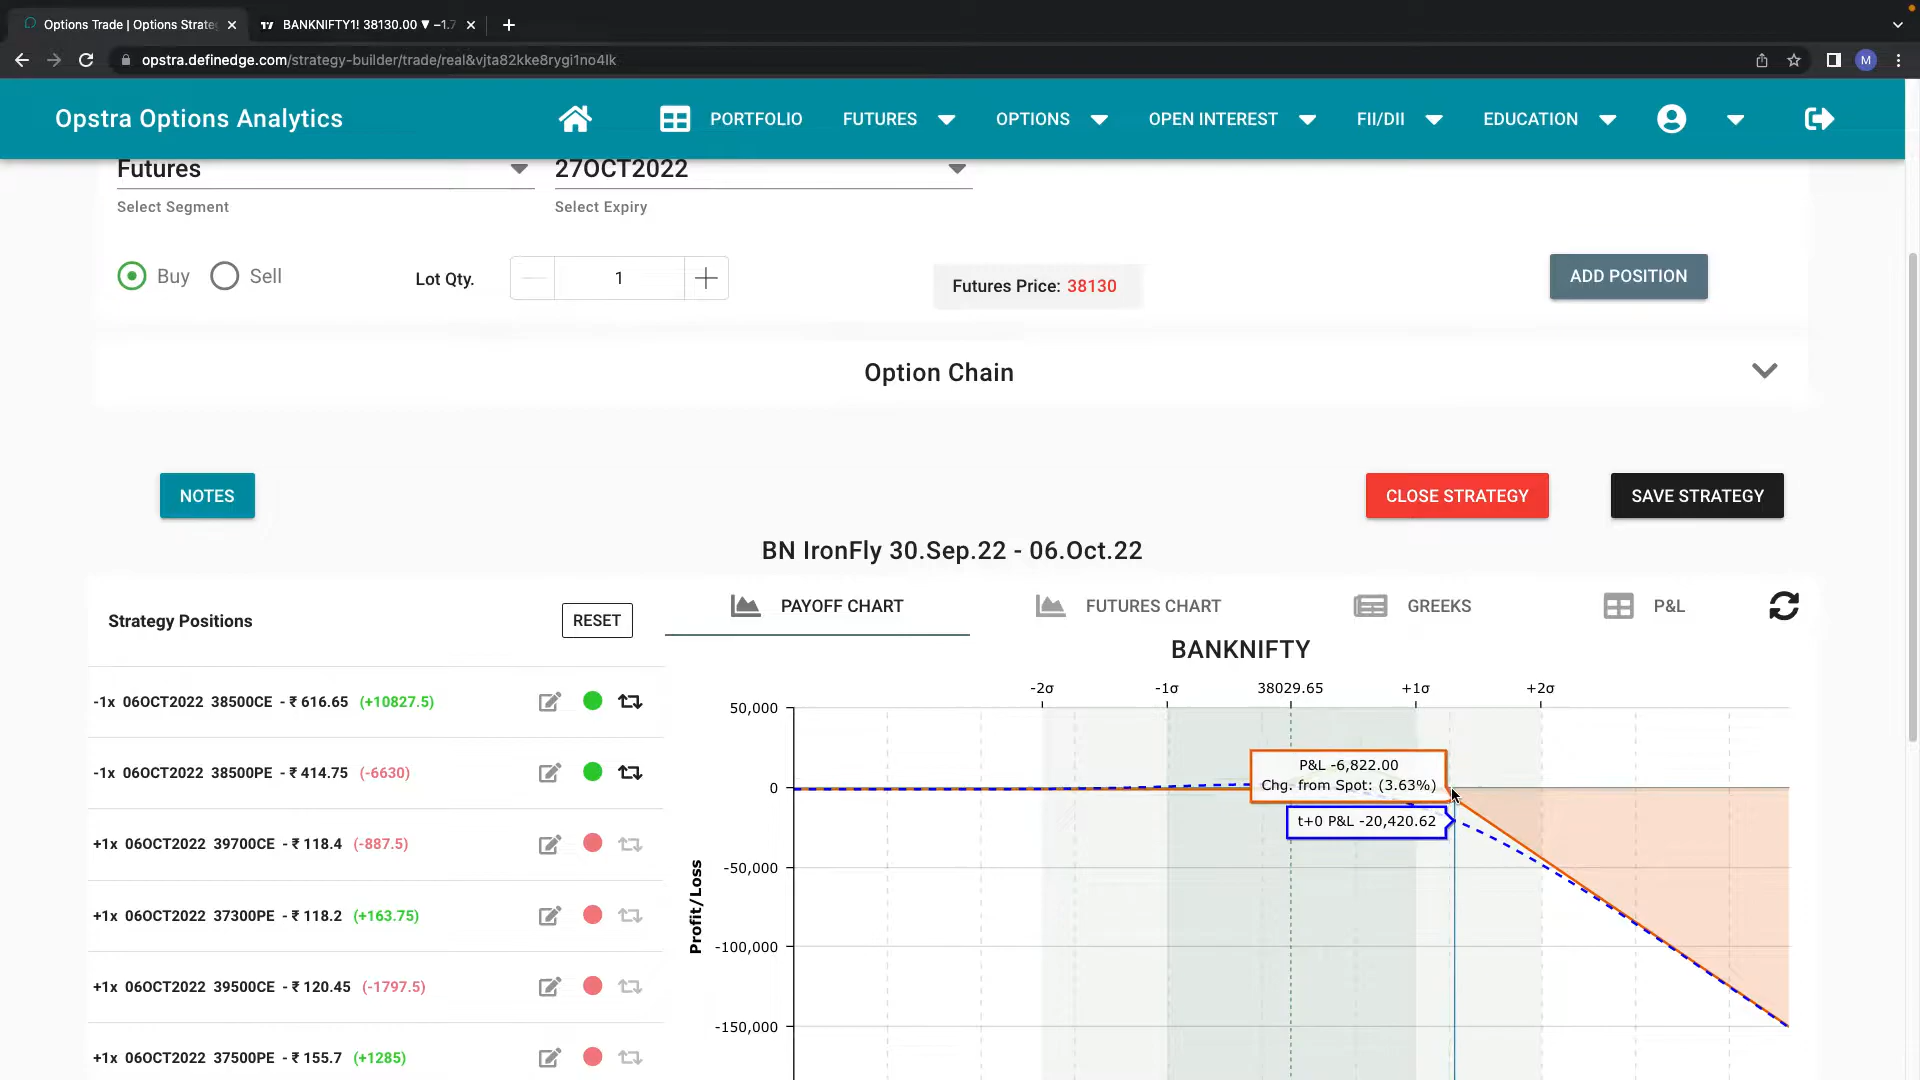 Options Trade | Options Strate
BANKNIFTY1! 38130.00 ▼ −1.7
opstra.definedge.com/strategy-builder/trade/real&vjta82kke8rygi1no4lk
M
Opstra Options Analytics
PORTFOLIO
FUTURES
OPTIONS
OPEN INTEREST
FII/DII
EDUCATION
Futures
27OCT2022
Select Segment
Select Expiry
Buy
Sell
Lot Qty.
1
Futures Price: 38130
ADD POSITION
Option Chain
NOTES
CLOSE STRATEGY
SAVE STRATEGY
BN IronFly 30.Sep.22 - 06.Oct.22
Strategy Positions
RESET
PAYOFF CHART
FUTURES CHART
GREEKS
P&L
BANKNIFTY
-2σ
-1σ
38029.65
+1σ
+2σ
50,000
0
-50,000
-100,000
-150,000
Profit/Loss
P&L -6,822.00
Chg. from Spot: (3.63%)
t+0 P&L -20,420.62
-1x 06OCT2022 38500CE - ₹ 616.65 (+10827.5)
-1x 06OCT2022 38500PE - ₹ 414.75 (-6630)
+1x 06OCT2022 39700CE - ₹ 118.4 (-887.5)
+1x 06OCT2022 37300PE - ₹ 118.2 (+163.75)
+1x 06OCT2022 39500CE - ₹ 120.45 (-1797.5)
+1x 06OCT2022 37500PE - ₹ 155.7 (+1285)